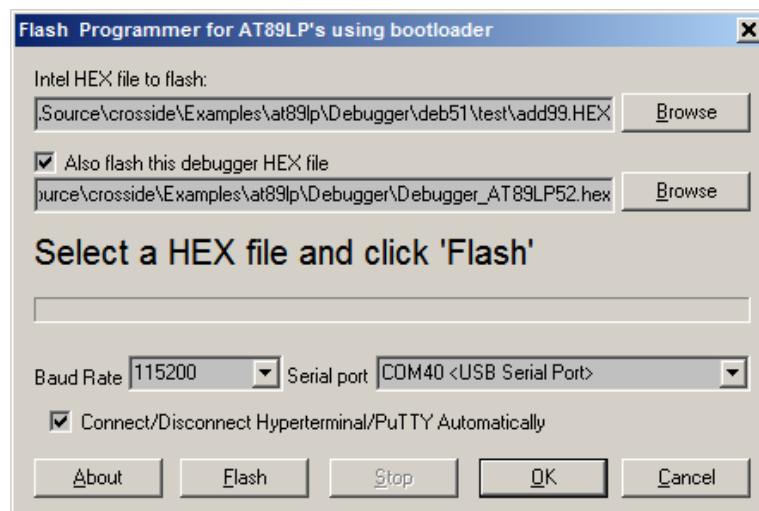 Flash Programmer for AT89LP's using bootloader
Intel HEX file to flash:
.Source\crosside\Examples\at89lp\Debugger\deb51\test\add99.HEX Browse
Also flash this debugger HEX file
ource\crosside\Examples\at89lp\Debugger\Debugger_AT89LP52.hex Browse
Select a HEX file and click 'Flash'
Baud Rate 115200 Serial port COM40 <USB Serial Port>
Connect/Disconnect Hyperterminal/PuTTY Automatically
About Flash Stop OK Cancel